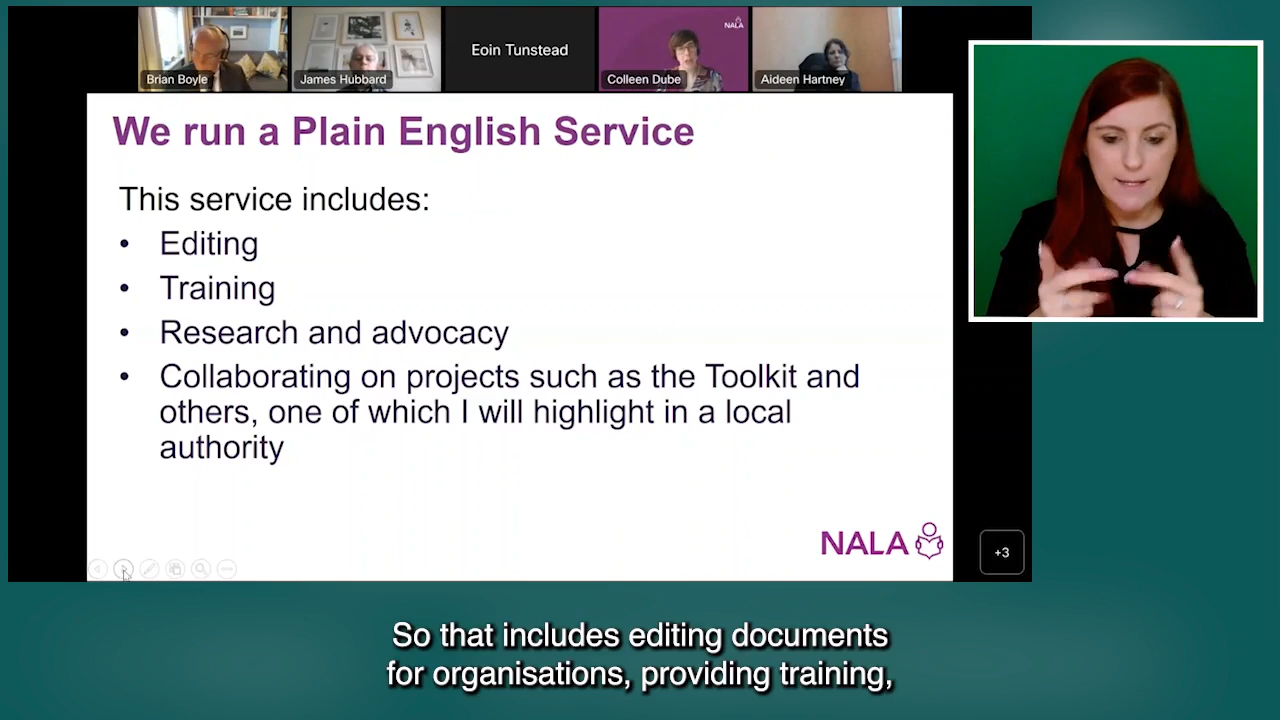 NALA
Brian Boyle
James Hubbard
Eoin Tunstead
Colleen Dube
Aideen Hartney
We run a Plain English Service
This service includes:
• Editing
• Training
• Research and advocacy
• Collaborating on projects such as the Toolkit and
others, one of which I will highlight in a local
authority
NALA
+3
So that includes editing documents
for organisations, providing training,